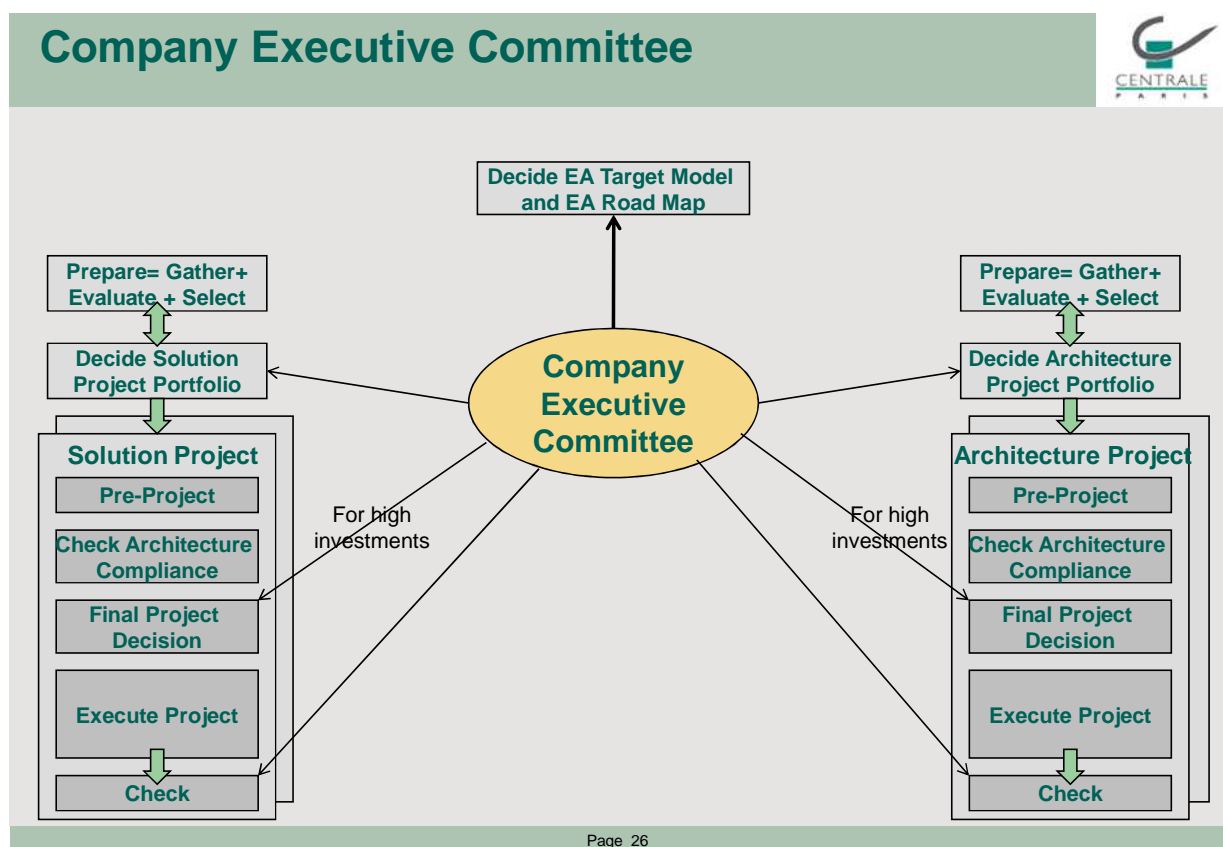 Company Executive Committee
CENTRALE
PARIS
Decide EA Target Model
and EA Road Map
Prepare= Gather+
Evaluate + Select
Decide Solution
Project Portfolio
Solution Project
Pre-Project
Check Architecture
Compliance
Final Project
Decision
Execute Project
Check
For high
investments
Company
Executive
Committee
For high
investments
Prepare= Gather+
Evaluate + Select
Decide Architecture
Project Portfolio
Architecture Project
Pre-Project
Check Architecture
Compliance
Final Project
Decision
Execute Project
Check
Page 26